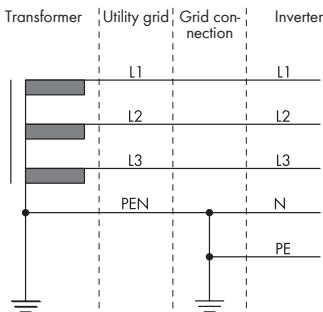 Transformer
Utility grid
Grid con-
nection
Inverter
L1
L1
L2
L2
L3
L3
PEN
N
PE